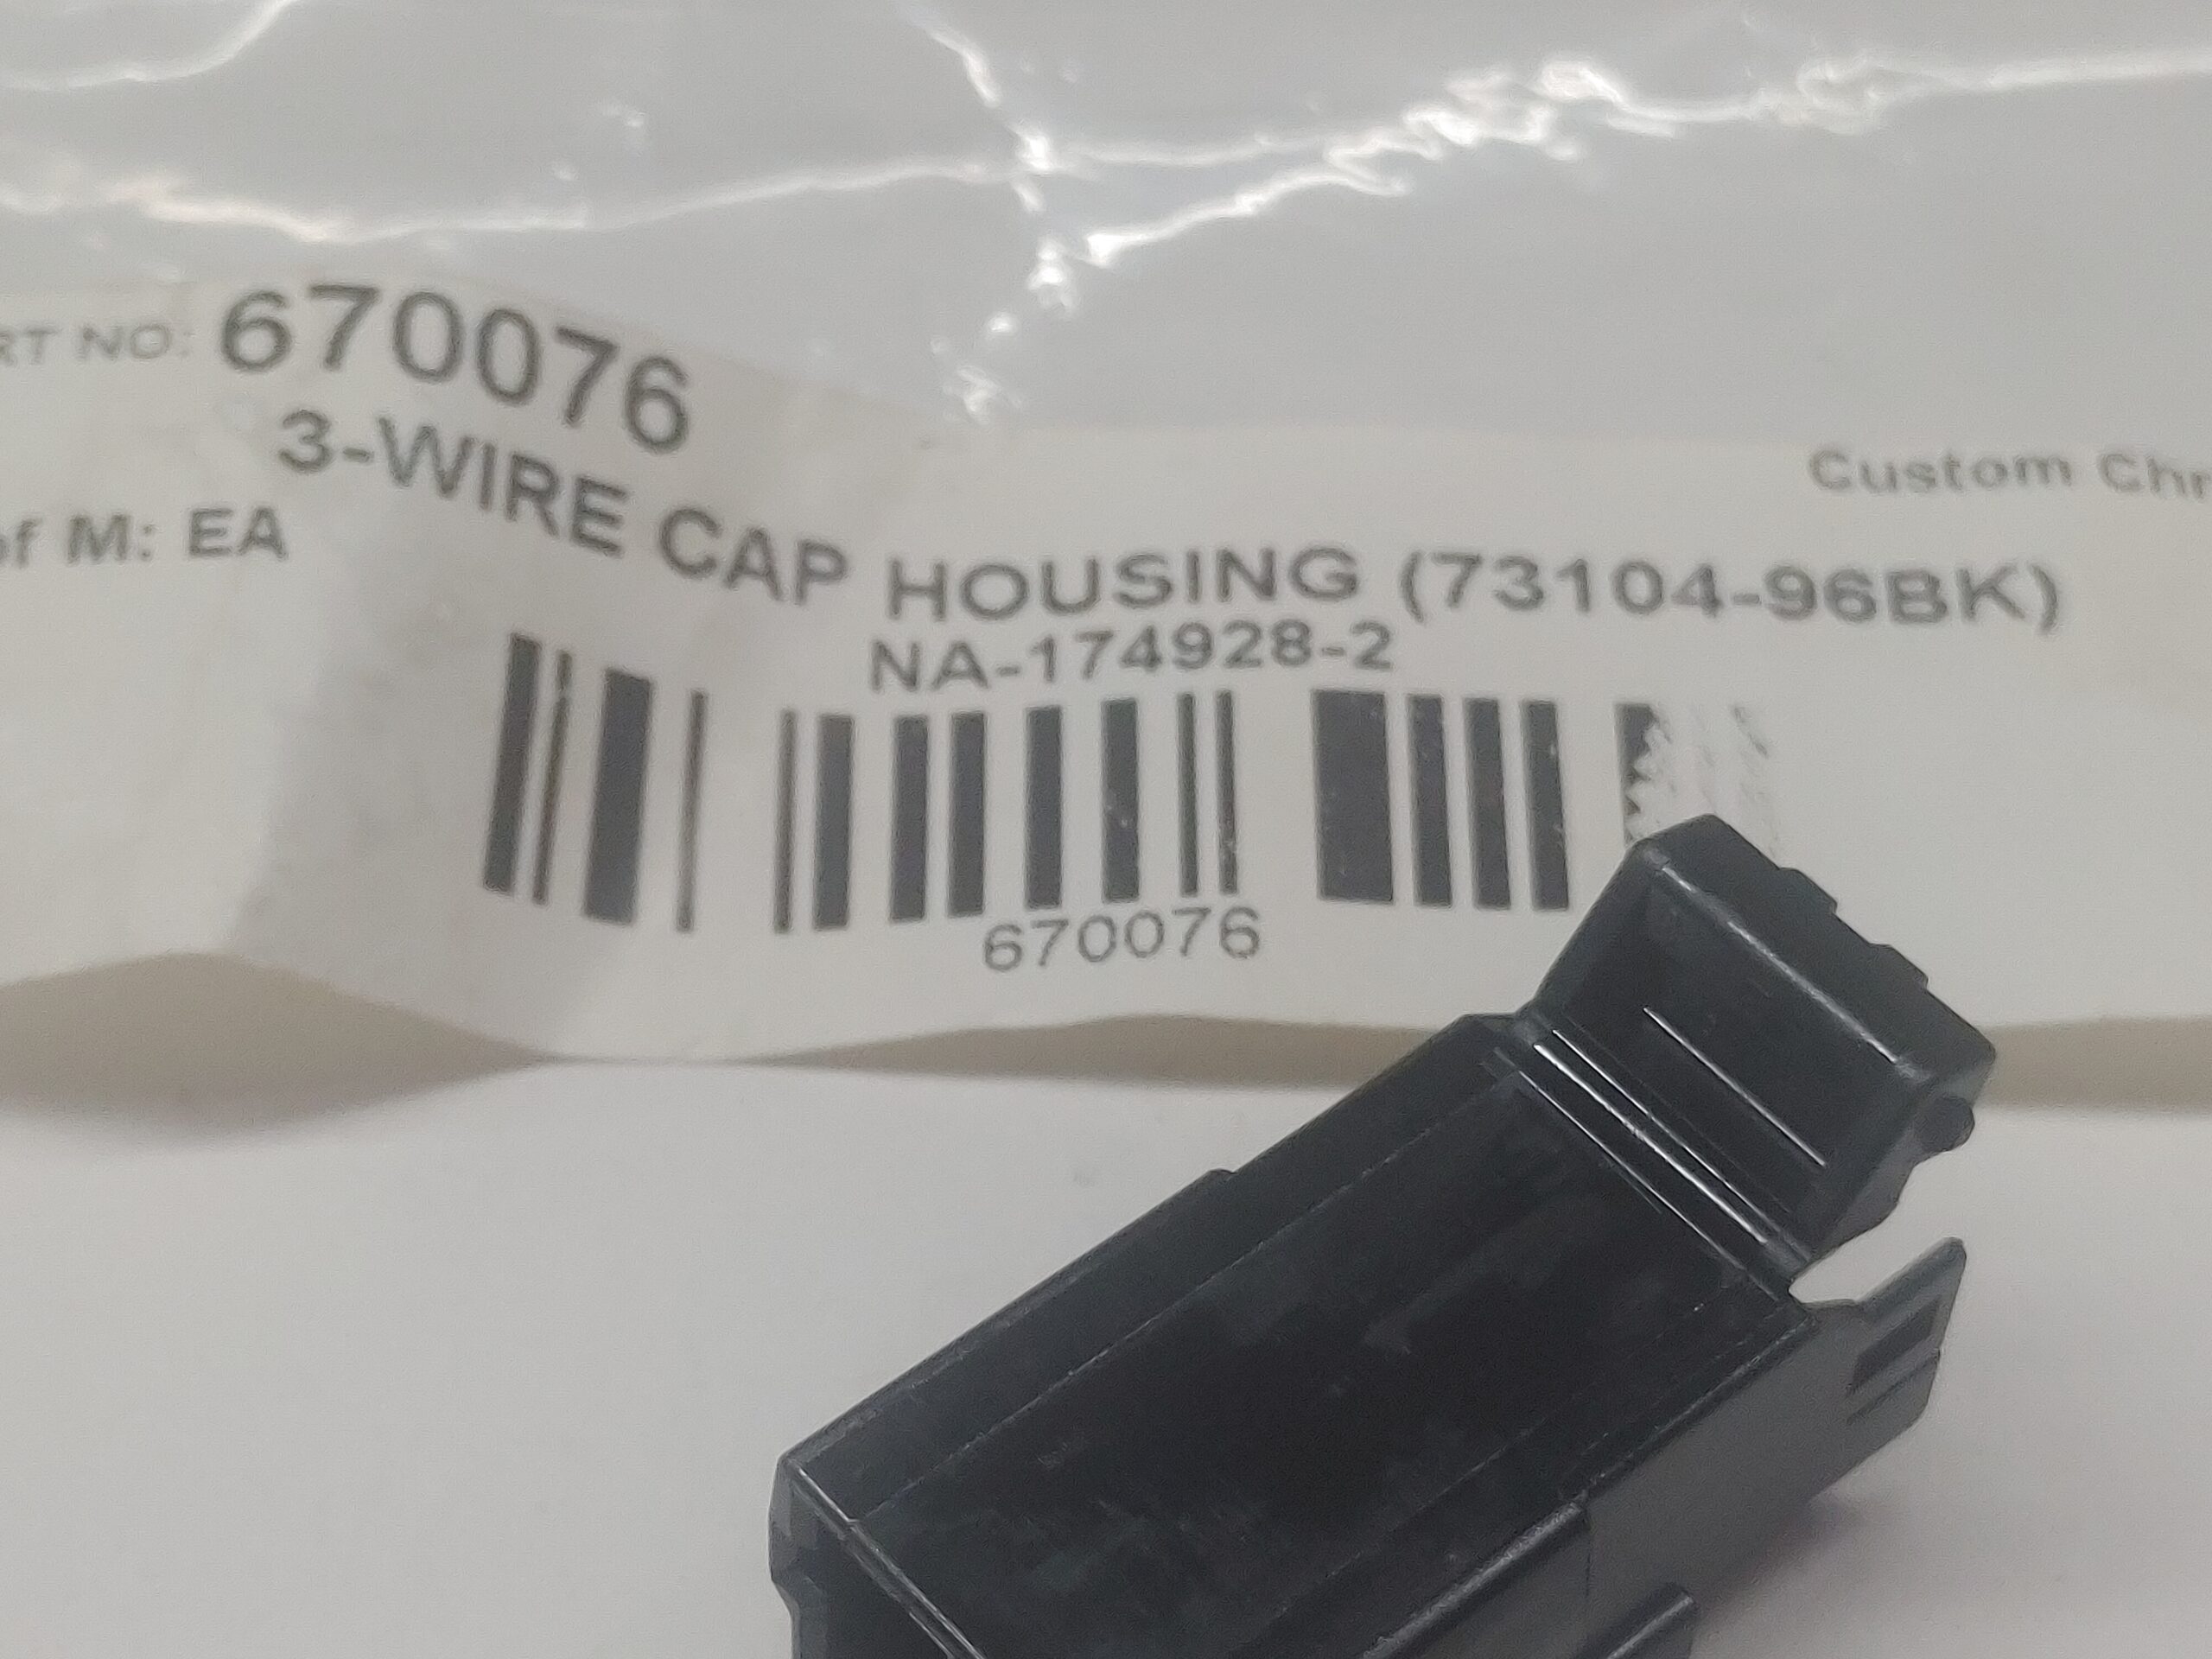 RT NO: 670076
3-WIRE CAP HOUSING (73104-96BK)
Custom Chr
of M: EA
NA-174928-2
670076